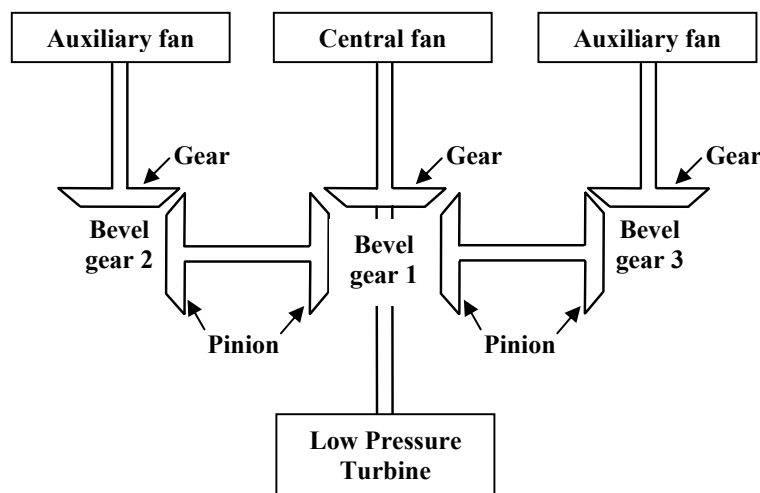 Auxiliary fan
Central fan
Auxiliary fan
Gear
Gear
Gear
Bevel
gear 2
Bevel
gear 1
Bevel
gear 3
Pinion
Pinion
Low Pressure
Turbine